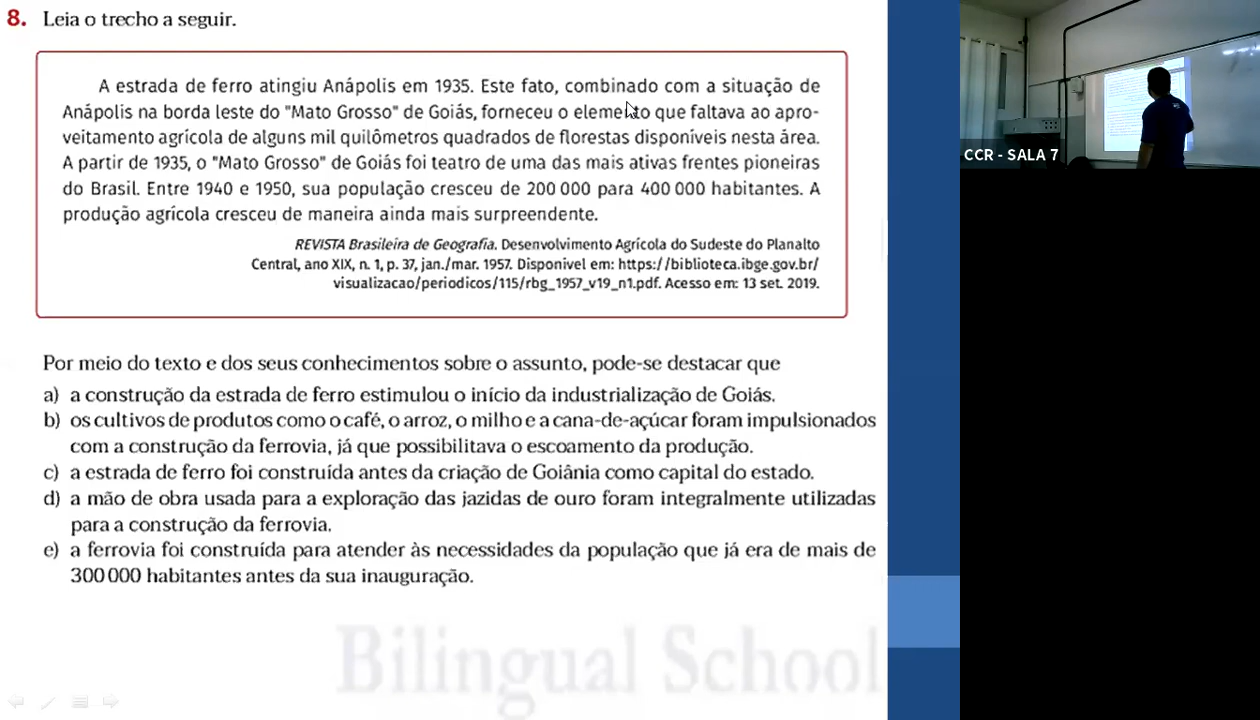 8. Leia o trecho a seguir.
A estrada de ferro atingiu Anápolis em 1935. Este fato, combinado com a situação de
Anápolis na borda leste do "Mato Grosso" de Goiás, forneceu o elemento que faltava ao apro-
veitamento agrícola de alguns mil quilômetros quadrados de florestas disponíveis nesta área.
A partir de 1935, o "Mato Grosso" de Goiás foi teatro de uma das mais ativas frentes pioneiras
do Brasil. Entre 1940 e 1950, sua população cresceu de 200 000 para 400 000 habitantes. A
produção agrícola cresceu de maneira ainda mais surpreendente.
REVISTA Brasileira de Geografia. Desenvolvimento Agrícola do Sudeste do Planalto
Central, ano XIX, n. 1, p. 37, jan./mar. 1957. Disponivel em: https://biblioteca.ibge.gov.br/
visualizacao/periodicos/115/rbg_1957_v19_n1.pdf. Acesso em: 13 set. 2019.
Por meio do texto e dos seus conhecimentos sobre o assunto, pode-se destacar que
a) a construção da estrada de ferro estimulou o início da industrialização de Goiás.
b) os cultivos de produtos como o café, o arroz, o milho e a cana-de-açúcar foram impulsionados
com a construção da ferrovia, já que possibilitava o escoamento da produção.
c) a estrada de ferro foi construída antes da criação de Goiânia como capital do estado.
d) a mão de obra usada para a exploração das jazidas de ouro foram integralmente utilizadas
para a construção da ferrovia.
e) a ferrovia foi construída para atender às necessidades da população que já era de mais de
300 000 habitantes antes da sua inauguração.
Bilingual School
CCR - SALA 7